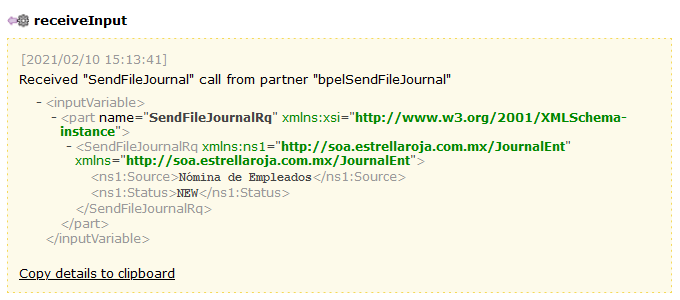 receiveInput
[2021/02/10 15:13:41]
Received "SendFileJournal" call from partner "bpelSendFileJournal"
- <inputVariable>
- <part name="SendFileJournalRq" xmlns:xsi="http://www.w3.org/2001/XMLSchema-
instance">
- <SendFileJournalRq xmlns:ns1="http://soa.estrellaroja.com.mx/JournalEnt"
xmlns="http://soa.estrellaroja.com.mx/JournalEnt">
<ns1:Source>Nómina de Empleados</ns1:Source>
<ns1:Status>NEW</ns1:Status>
</SendFileJournalRq>
</part>
</inputVariable>
Copy details to clipboard